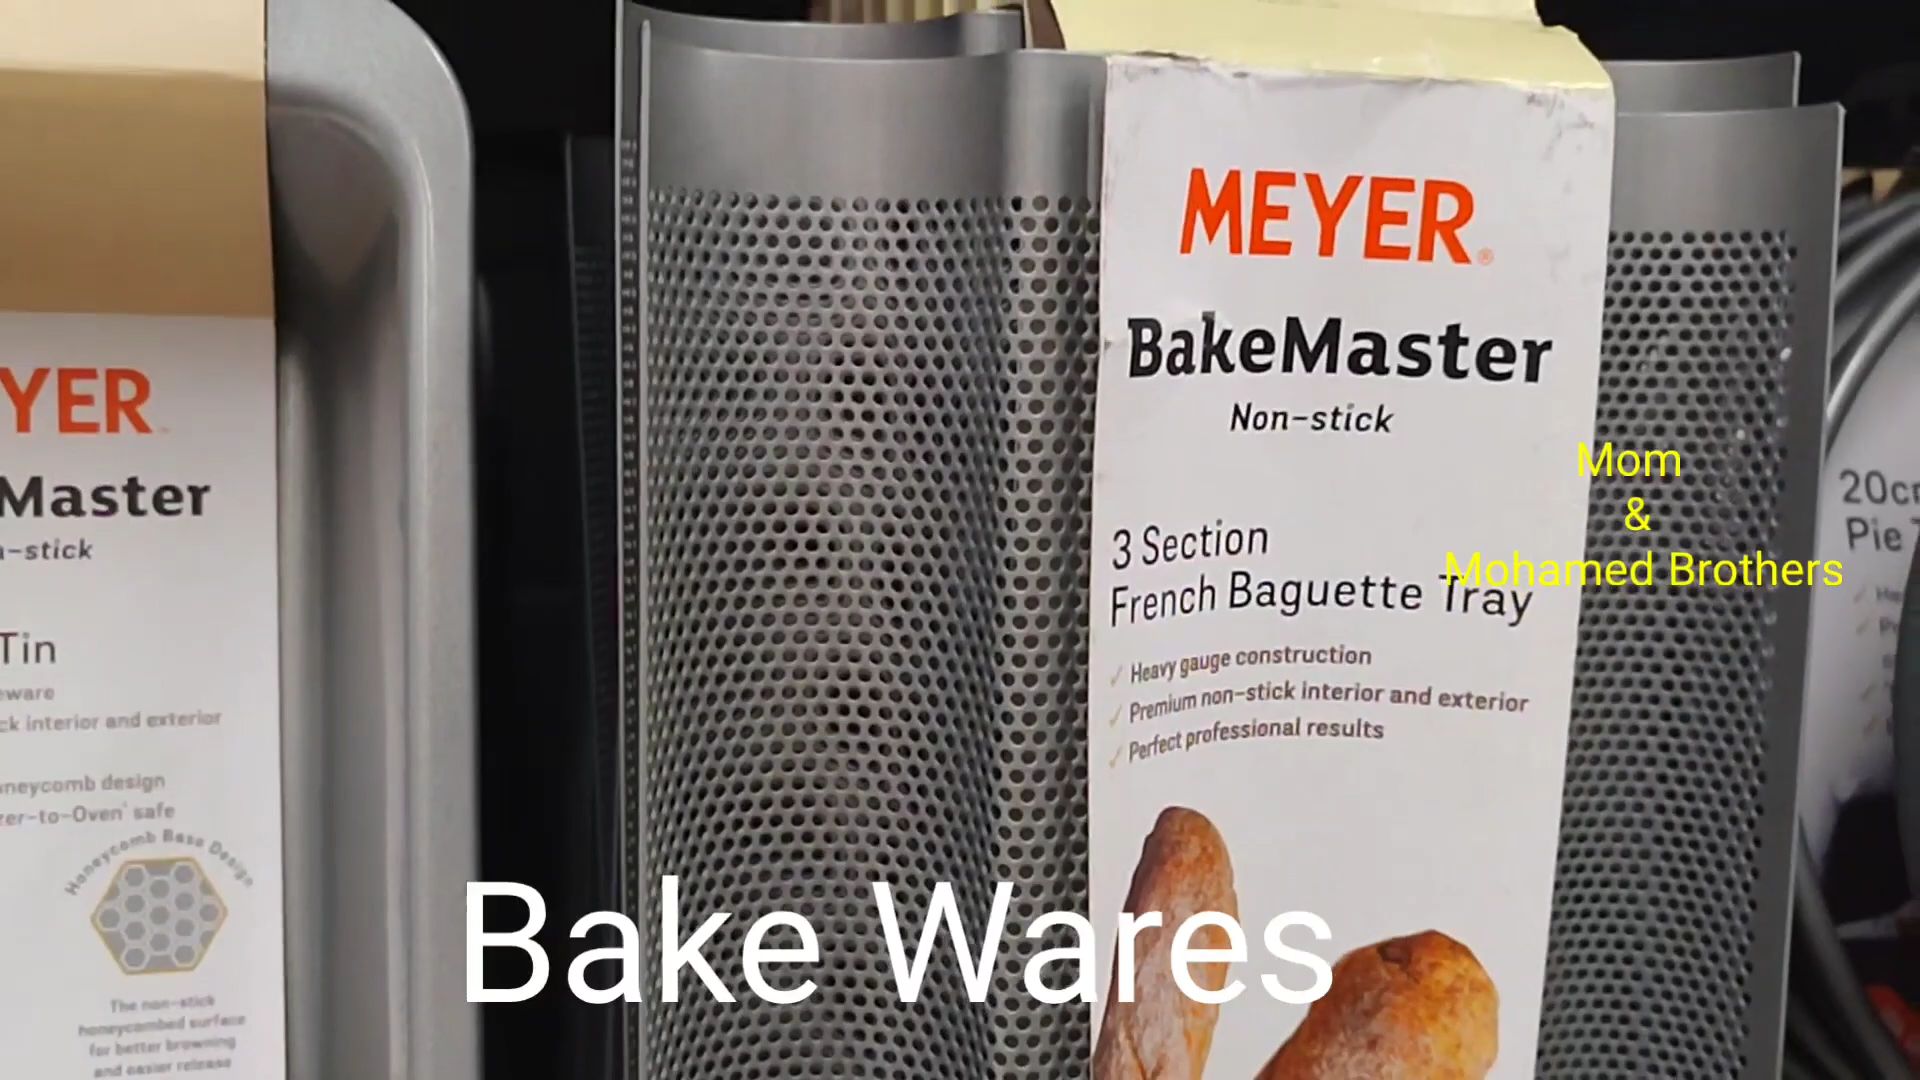 YER
Master
-stick
Tin
ware
ck interior and exterior
neycomb design
er-to-Oven* safe
Honeycomb Base Design
The non-stick
honeycombed surface
for better browning
and easier release
MEYER®
BakeMaster
Non-stick
3 Section
French Baguette Tray
✓ Heavy gauge construction
✓ Premium non-stick interior and exterior
✓ Perfect professional results
20c
Pie
Mom
&
Mohamed Brothers
Bake Wares